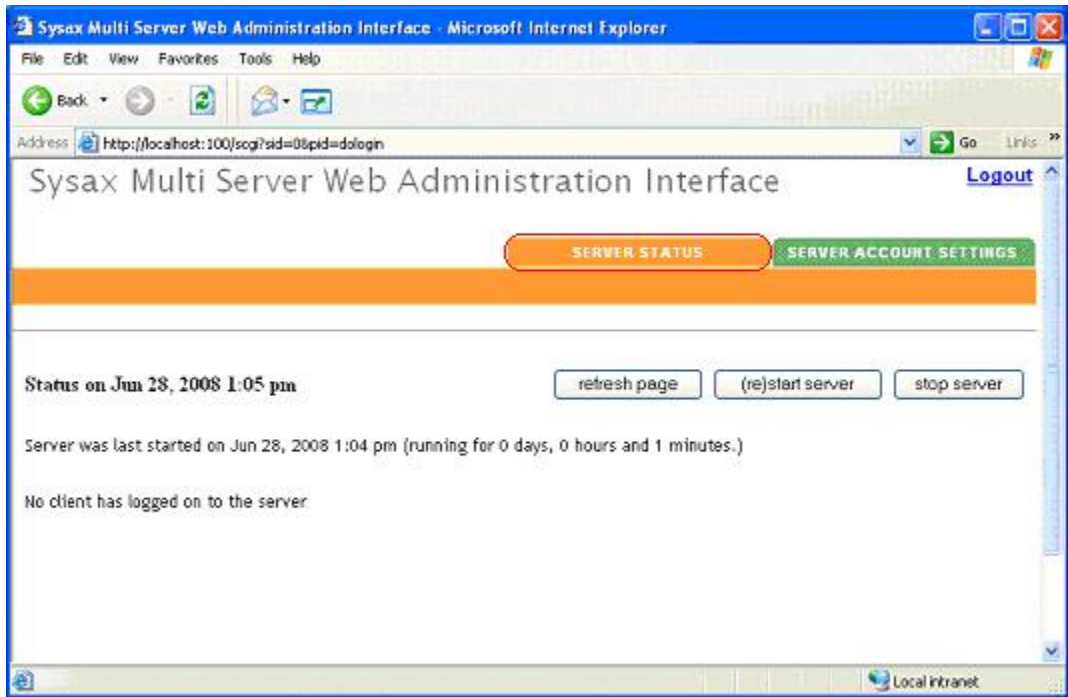 Sysax Multi Server Web Administration Interface - Microsoft Internet Explorer
File Edit View Favorites Tools Help
Back
Address http://localhost:100/scgi?sid=0&pid=dologin Go Links »
Sysax Multi Server Web Administration Interface Logout
SERVER STATUS SERVER ACCOUNT SETTINGS
Status on Jun 28, 2008 1:05 pm refresh page (re)start server stop server
Server was last started on Jun 28, 2008 1:04 pm (running for 0 days, 0 hours and 1 minutes.)
No client has logged on to the server
Local intranet